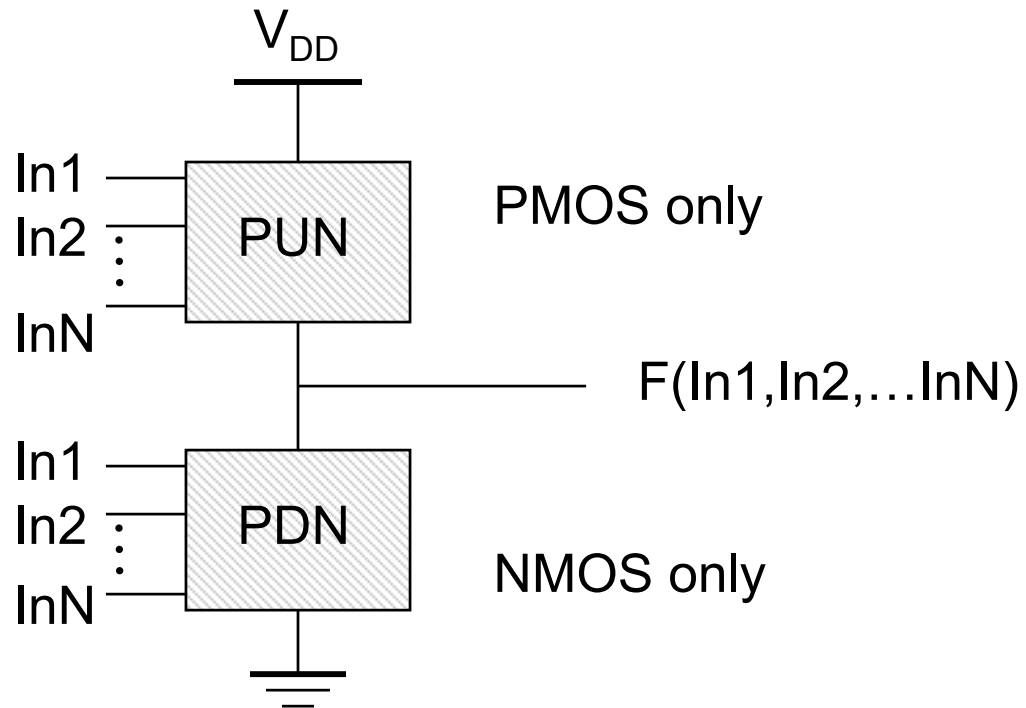 VDD
In1
In2
InN
PUN
PMOS only
F(In1,In2,…InN)
In1
In2
InN
PDN
NMOS only